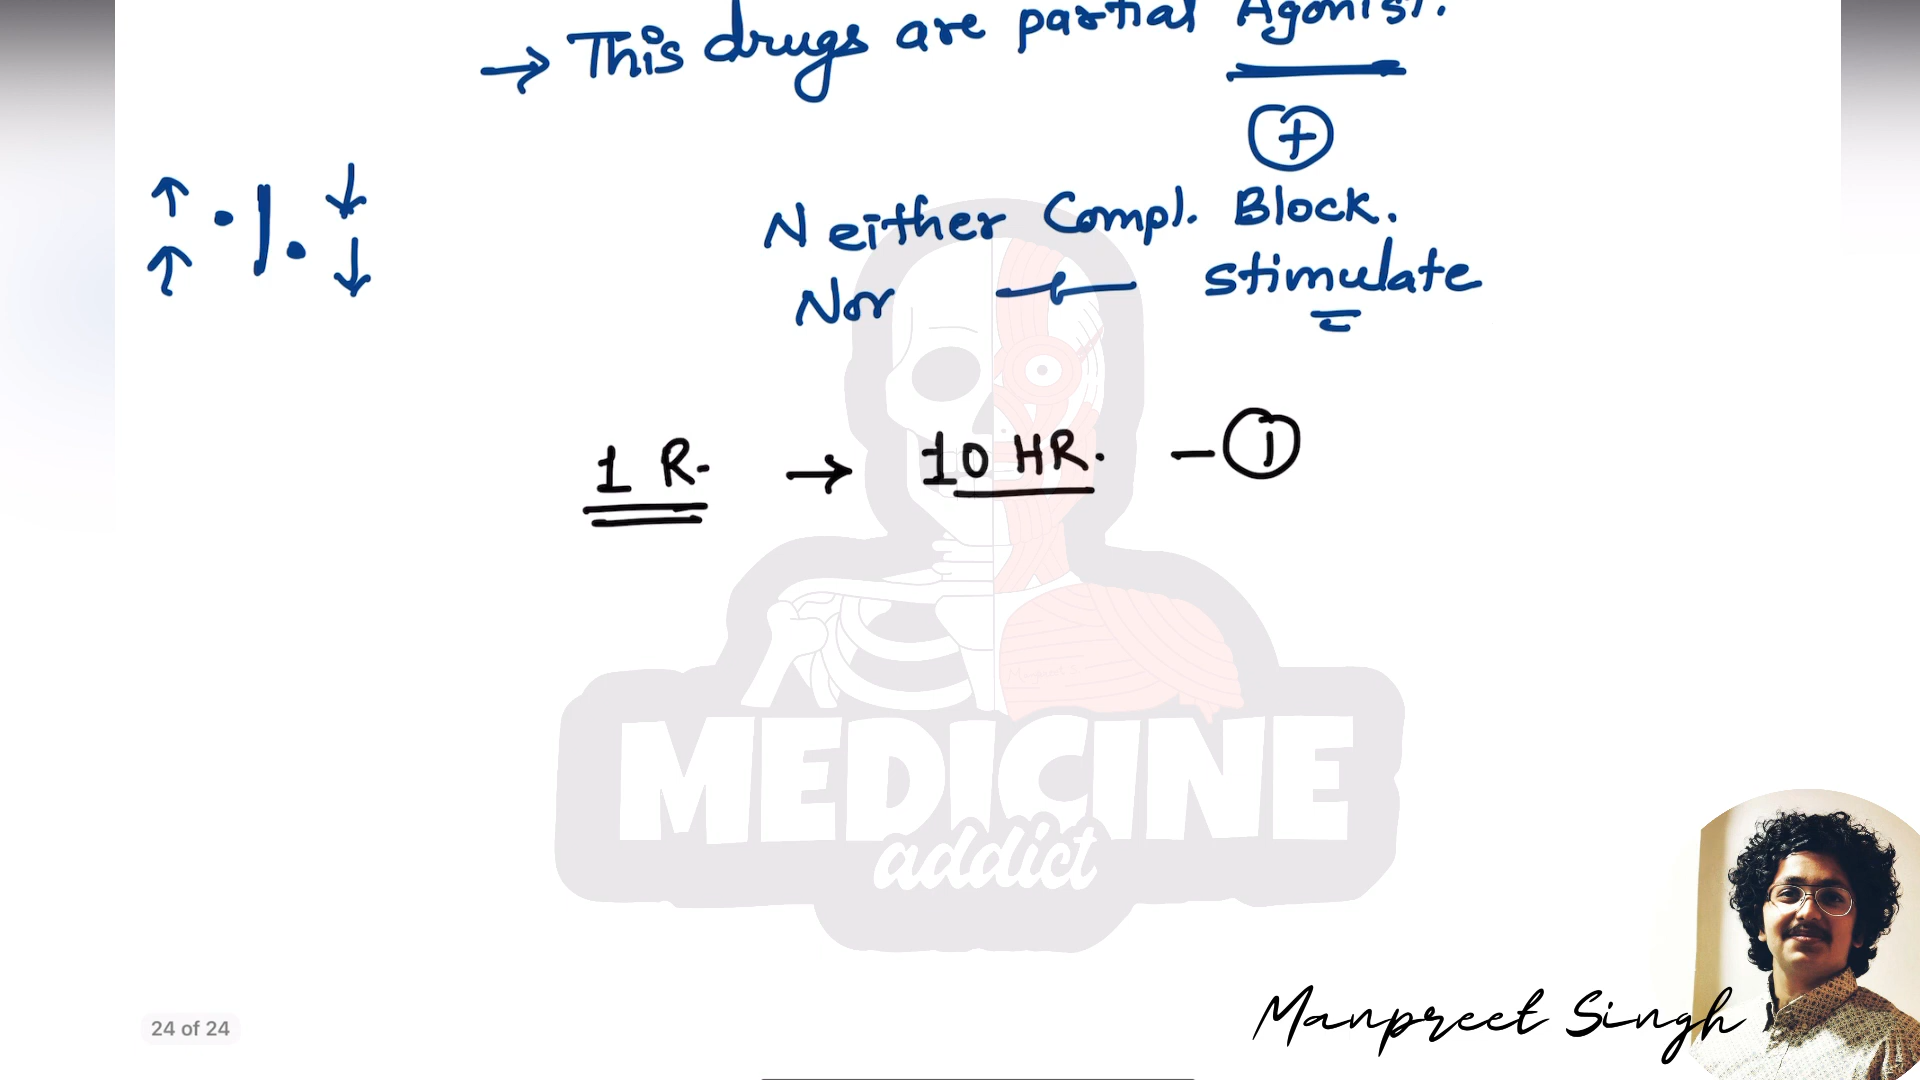 → This drugs are partial Agonist.
+
↑ ↑ ·/. ↓ ↓
Neither Compl. Block.
Nor —〃— stimulate
1 R. → 10 HR. - 1
MEDICINE
addict
Manpreet Singh
24 of 24